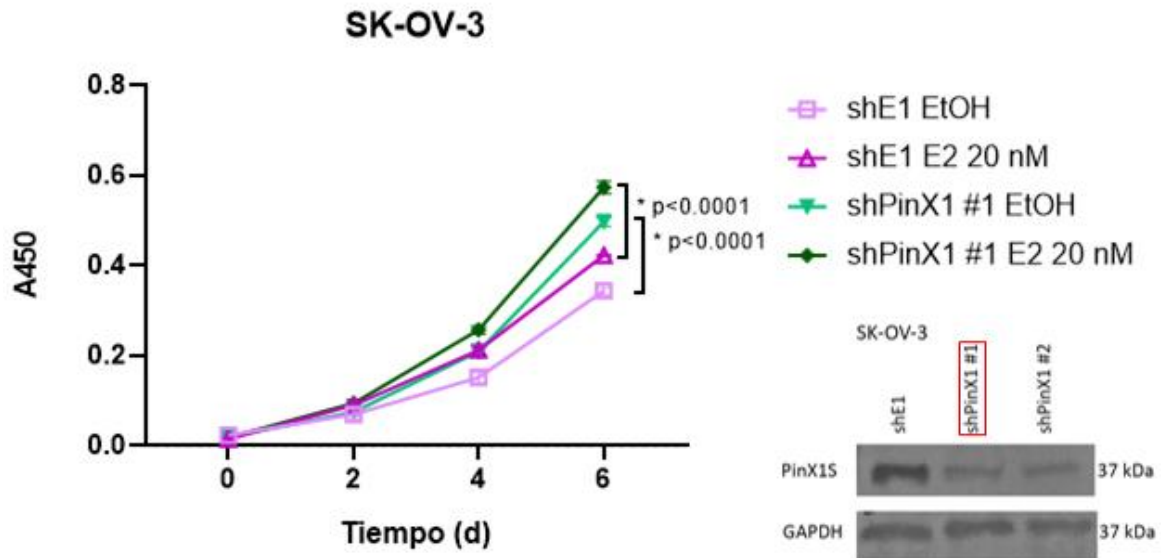 SK-OV-3
0.8
0.6
0.4
0.2
0.0
A450
0 2 4 6
Tiempo (d)
* p<0.0001
* p<0.0001
shE1 EtOH
shE1 E2 20 nM
shPinX1 #1 EtOH
shPinX1 #1 E2 20 nM
SK-OV-3
shE1
shPinX1 #1
shPinX1 #2
PinX1S 37 kDa
GAPDH 37 kDa